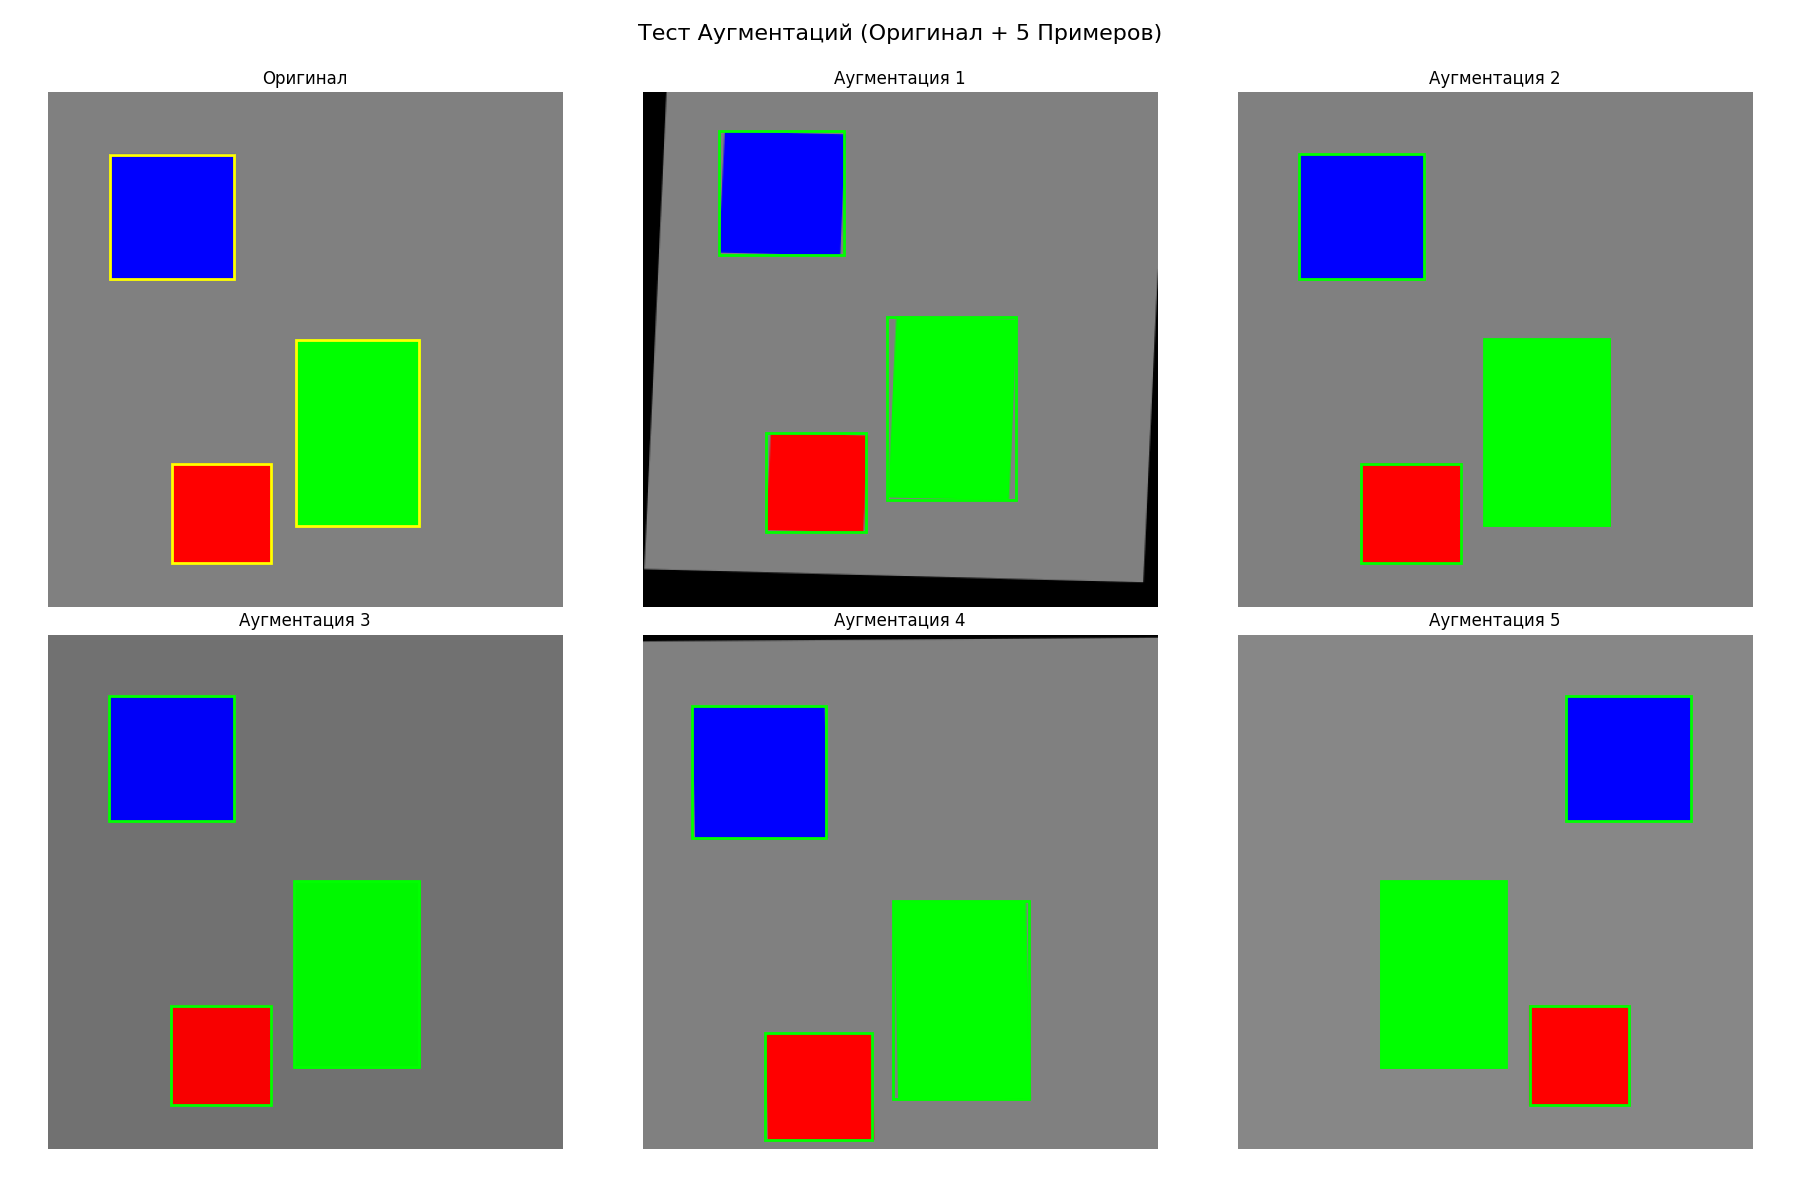 Тест Аугментаций (Оригинал + 5 Примеров)
Оригинал
Аугментация 1
Аугментация 2
Аугментация 3
Аугментация 4
Аугментация 5